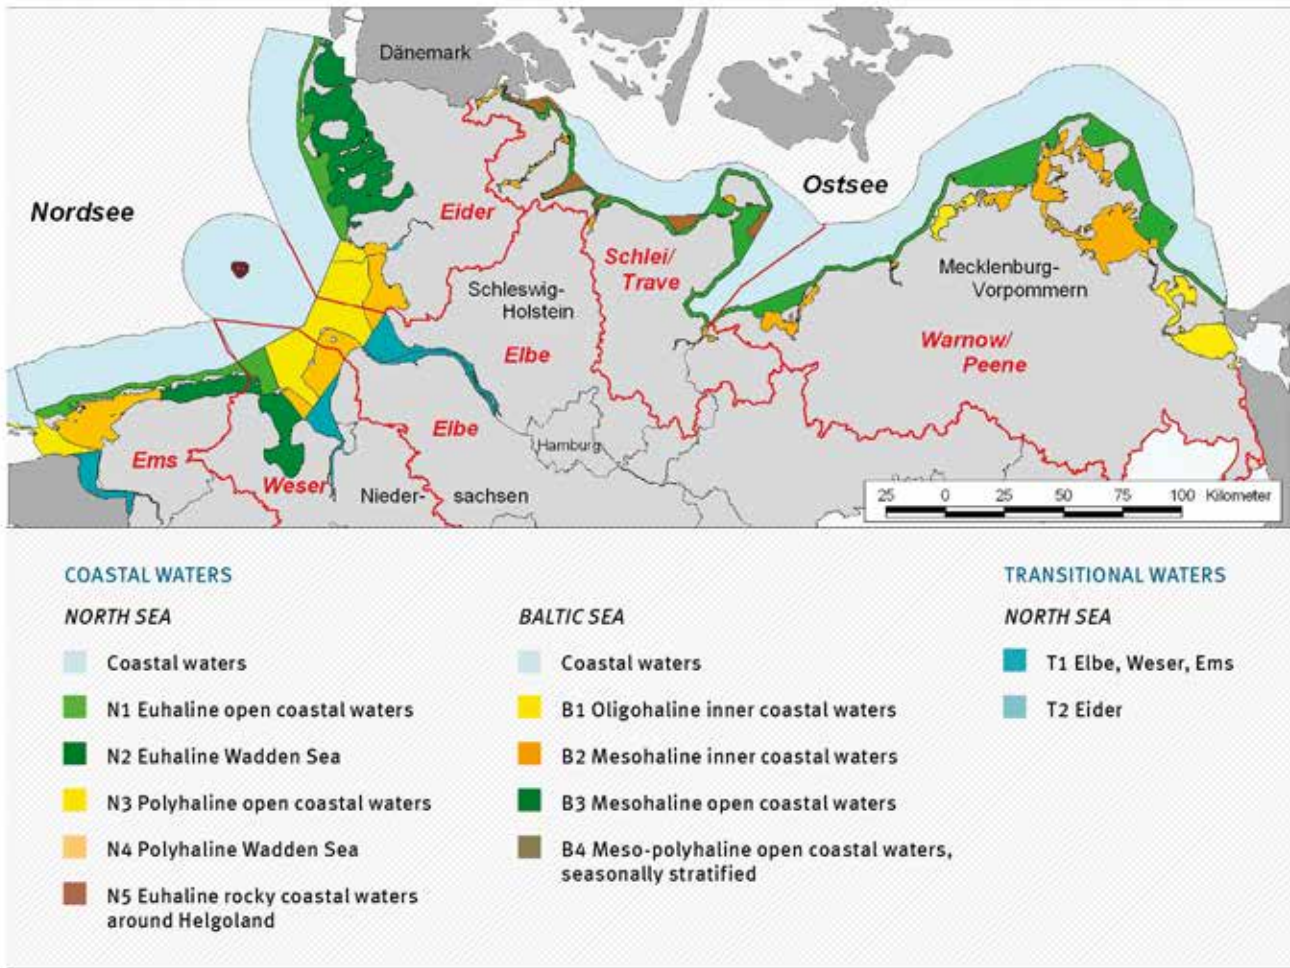 Dänemark
Nordsee
Ostsee
Eider
Schlei/
Trave
Schleswig-
Holstein
Mecklenburg-
Vorpommern
Elbe
Warnow/
Peene
Elbe
Hamburg
Ems
Weser
Nieder- sachsen
25 0 25 50 75 100 Kilometer
COASTAL WATERS
NORTH SEA
Coastal waters
N1 Euhaline open coastal waters
N2 Euhaline Wadden Sea
N3 Polyhaline open coastal waters
N4 Polyhaline Wadden Sea
N5 Euhaline rocky coastal waters
around Helgoland
BALTIC SEA
Coastal waters
B1 Oligohaline inner coastal waters
B2 Mesohaline inner coastal waters
B3 Mesohaline open coastal waters
B4 Meso-polyhaline open coastal waters,
seasonally stratified
TRANSITIONAL WATERS
NORTH SEA
T1 Elbe, Weser, Ems
T2 Eider